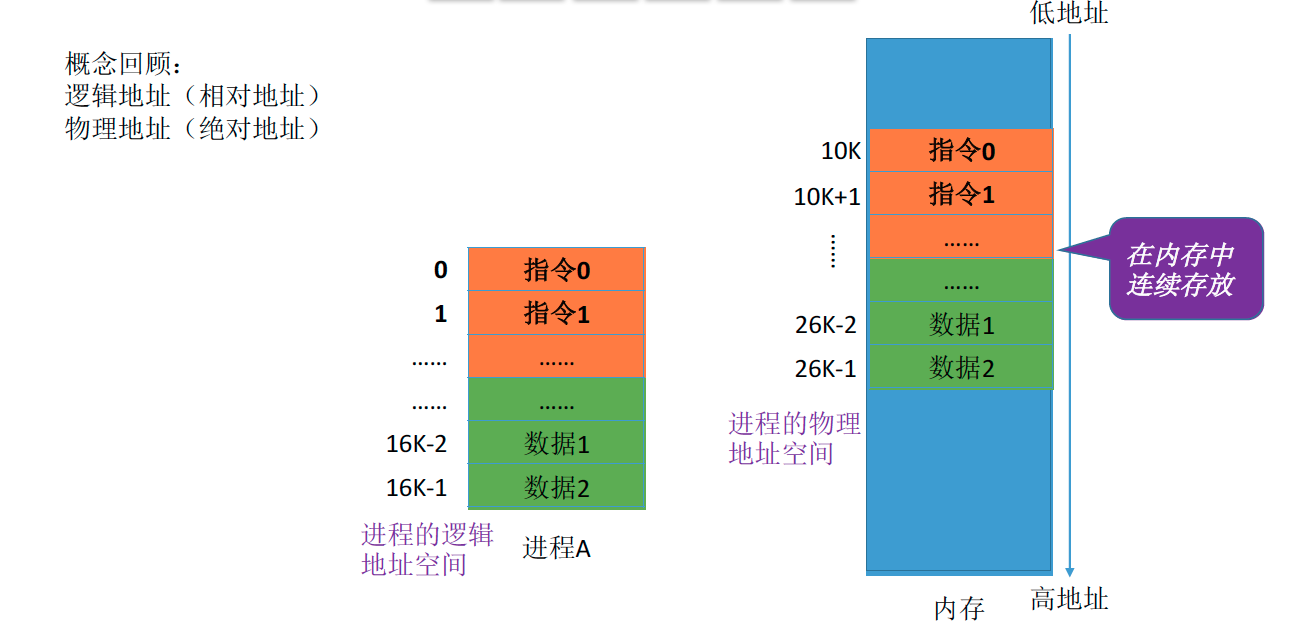 概念回顾：
逻辑地址（相对地址）
物理地址（绝对地址）
0 指令0
1 指令1
…… ……
…… ……
16K-2 数据1
16K-1 数据2
进程的逻辑
地址空间
进程A
低地址
10K 指令0
10K+1 指令1
…… ……
……
26K-2 数据1
26K-1 数据2
进程的物理
地址空间
在内存中
连续存放
内存
高地址